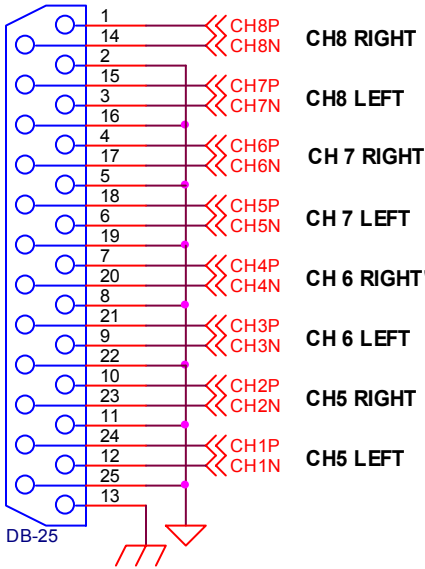 1 CH8P
14 CH8N CH8 RIGHT
2
15 CH7P
3 CH7N CH8 LEFT
16
4 CH6P
17 CH6N CH 7 RIGHT
5
18 CH5P
6 CH5N CH 7 LEFT
19
7 CH4P
20 CH4N CH 6 RIGHT'
8
21 CH3P
9 CH3N CH 6 LEFT
22
10 CH2P
23 CH2N CH5 RIGHT
11
24 CH1P
12 CH1N CH5 LEFT
25
13
DB-25